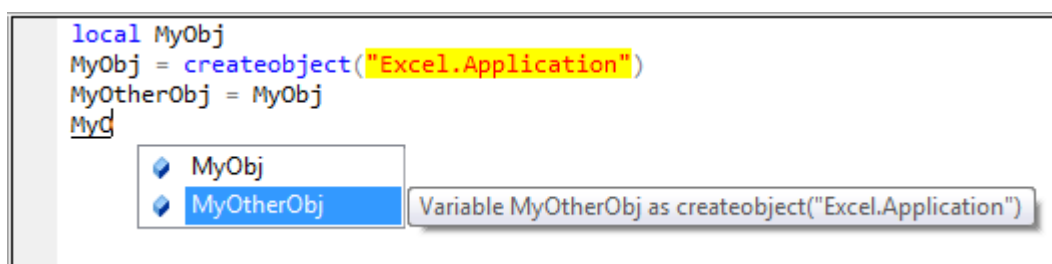 local MyObj
MyObj = createobject("Excel.Application")
MyOtherObj = MyObj
MyO
MyObj
MyOtherObj Variable MyOtherObj as createobject("Excel.Application")